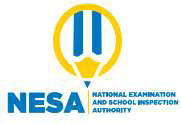 NESA
NATIONAL EXAMINATION
AND SCHOOL INSPECTION
AUTHORITY